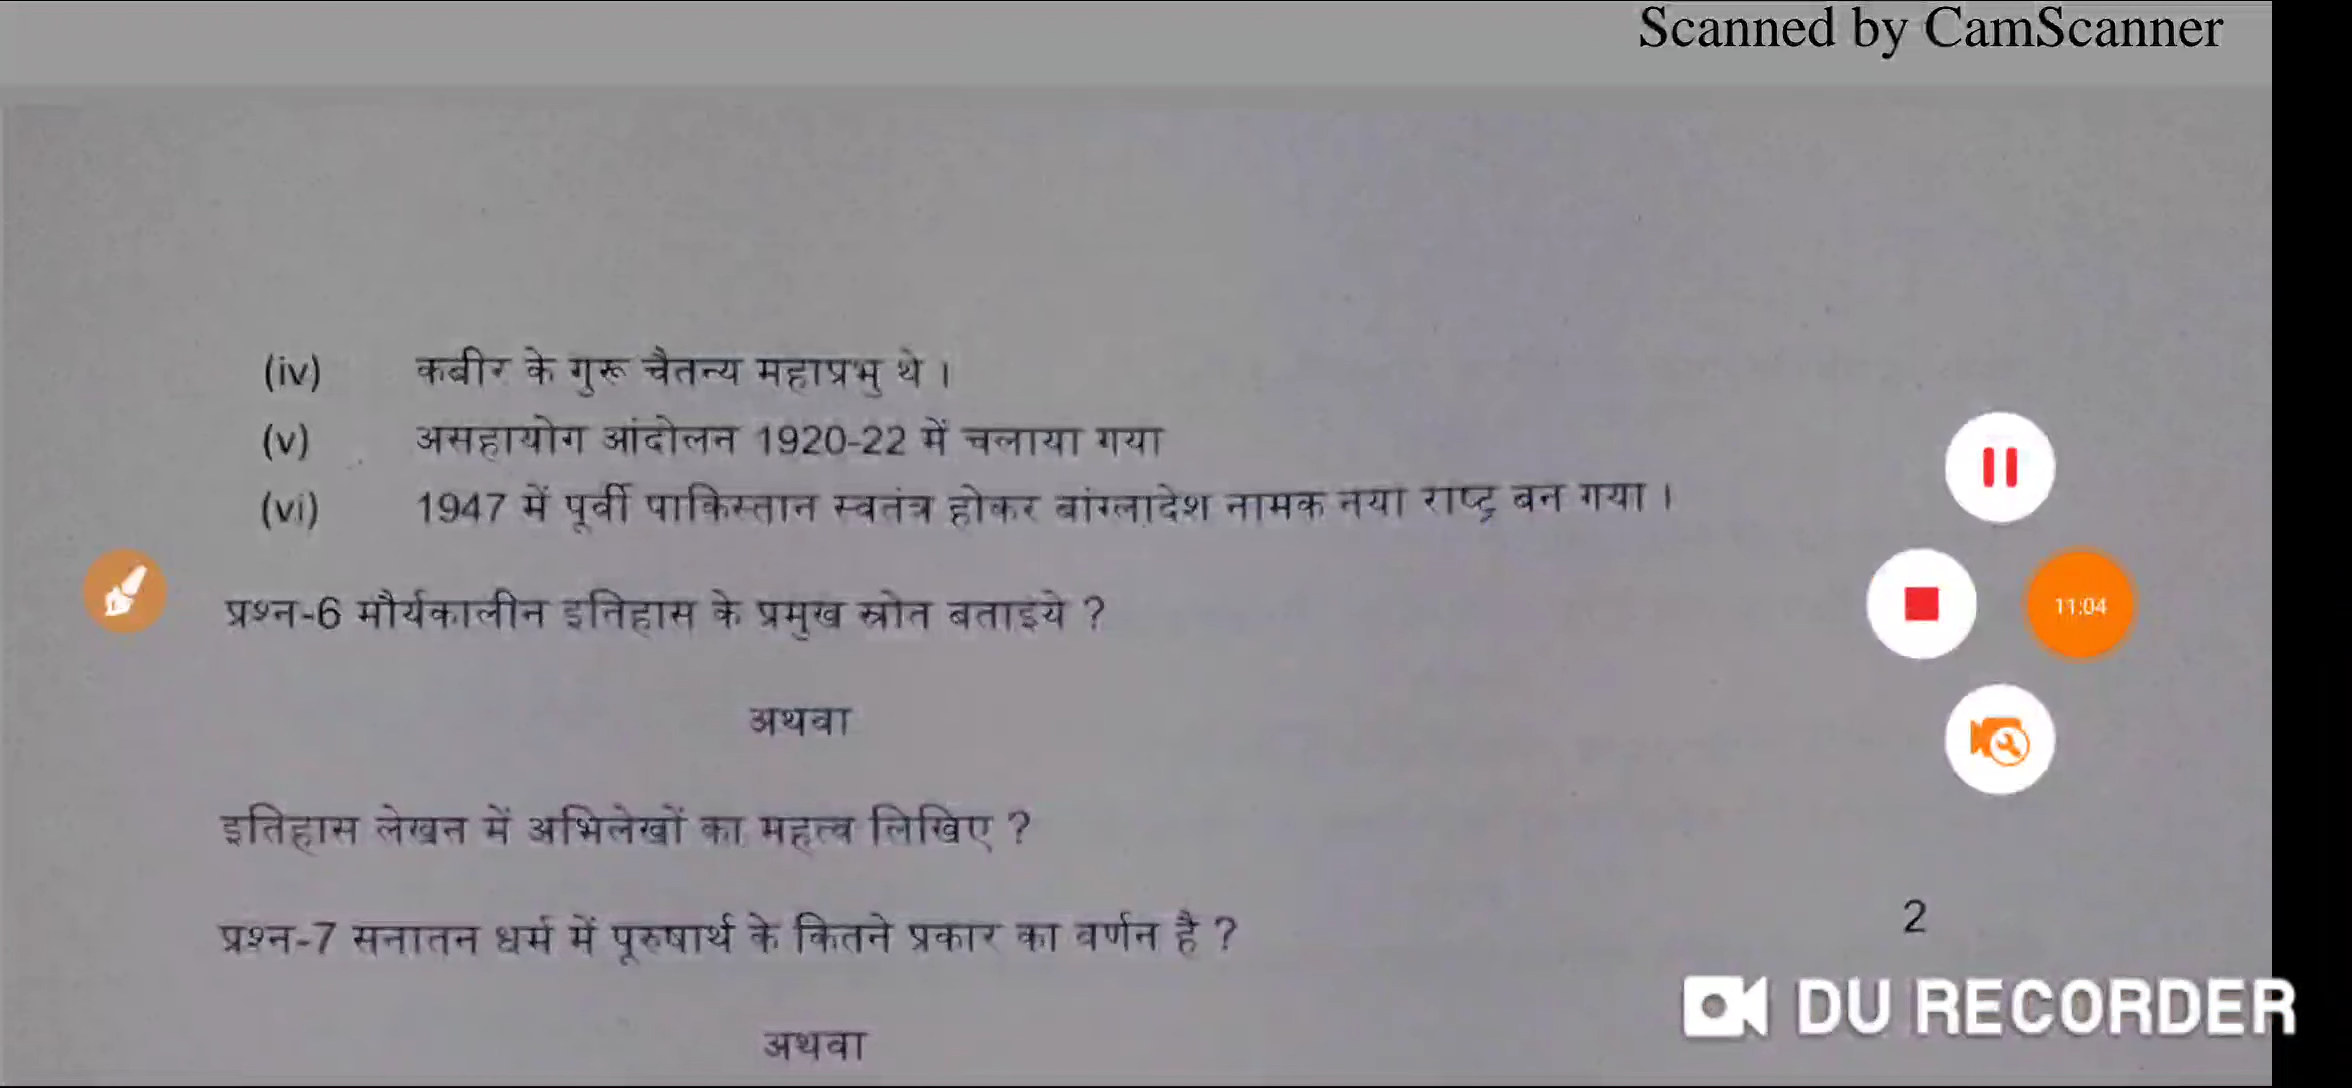 Scanned by CamScanner
(iv) कबीर के गुरू चैतन्य महाप्रभु थे ।
(v) असहायोग आंदोलन 1920-22 में चलाया गया
(vi) 1947 में पूर्वी पाकिस्तान स्वतंत्र होकर बांग्लादेश नामक नया राष्ट्र बन गया ।
प्रश्न-6 मौर्यकालीन इतिहास के प्रमुख स्रोत बताइये ?
11:04
अथवा
इतिहास लेखन में अभिलेखों का महत्व लिखिए ?
2
प्रश्न-7 सनातन धर्म में पूरुषार्थ के कितने प्रकार का वर्णन है ?
DU RECORDER
अथवा